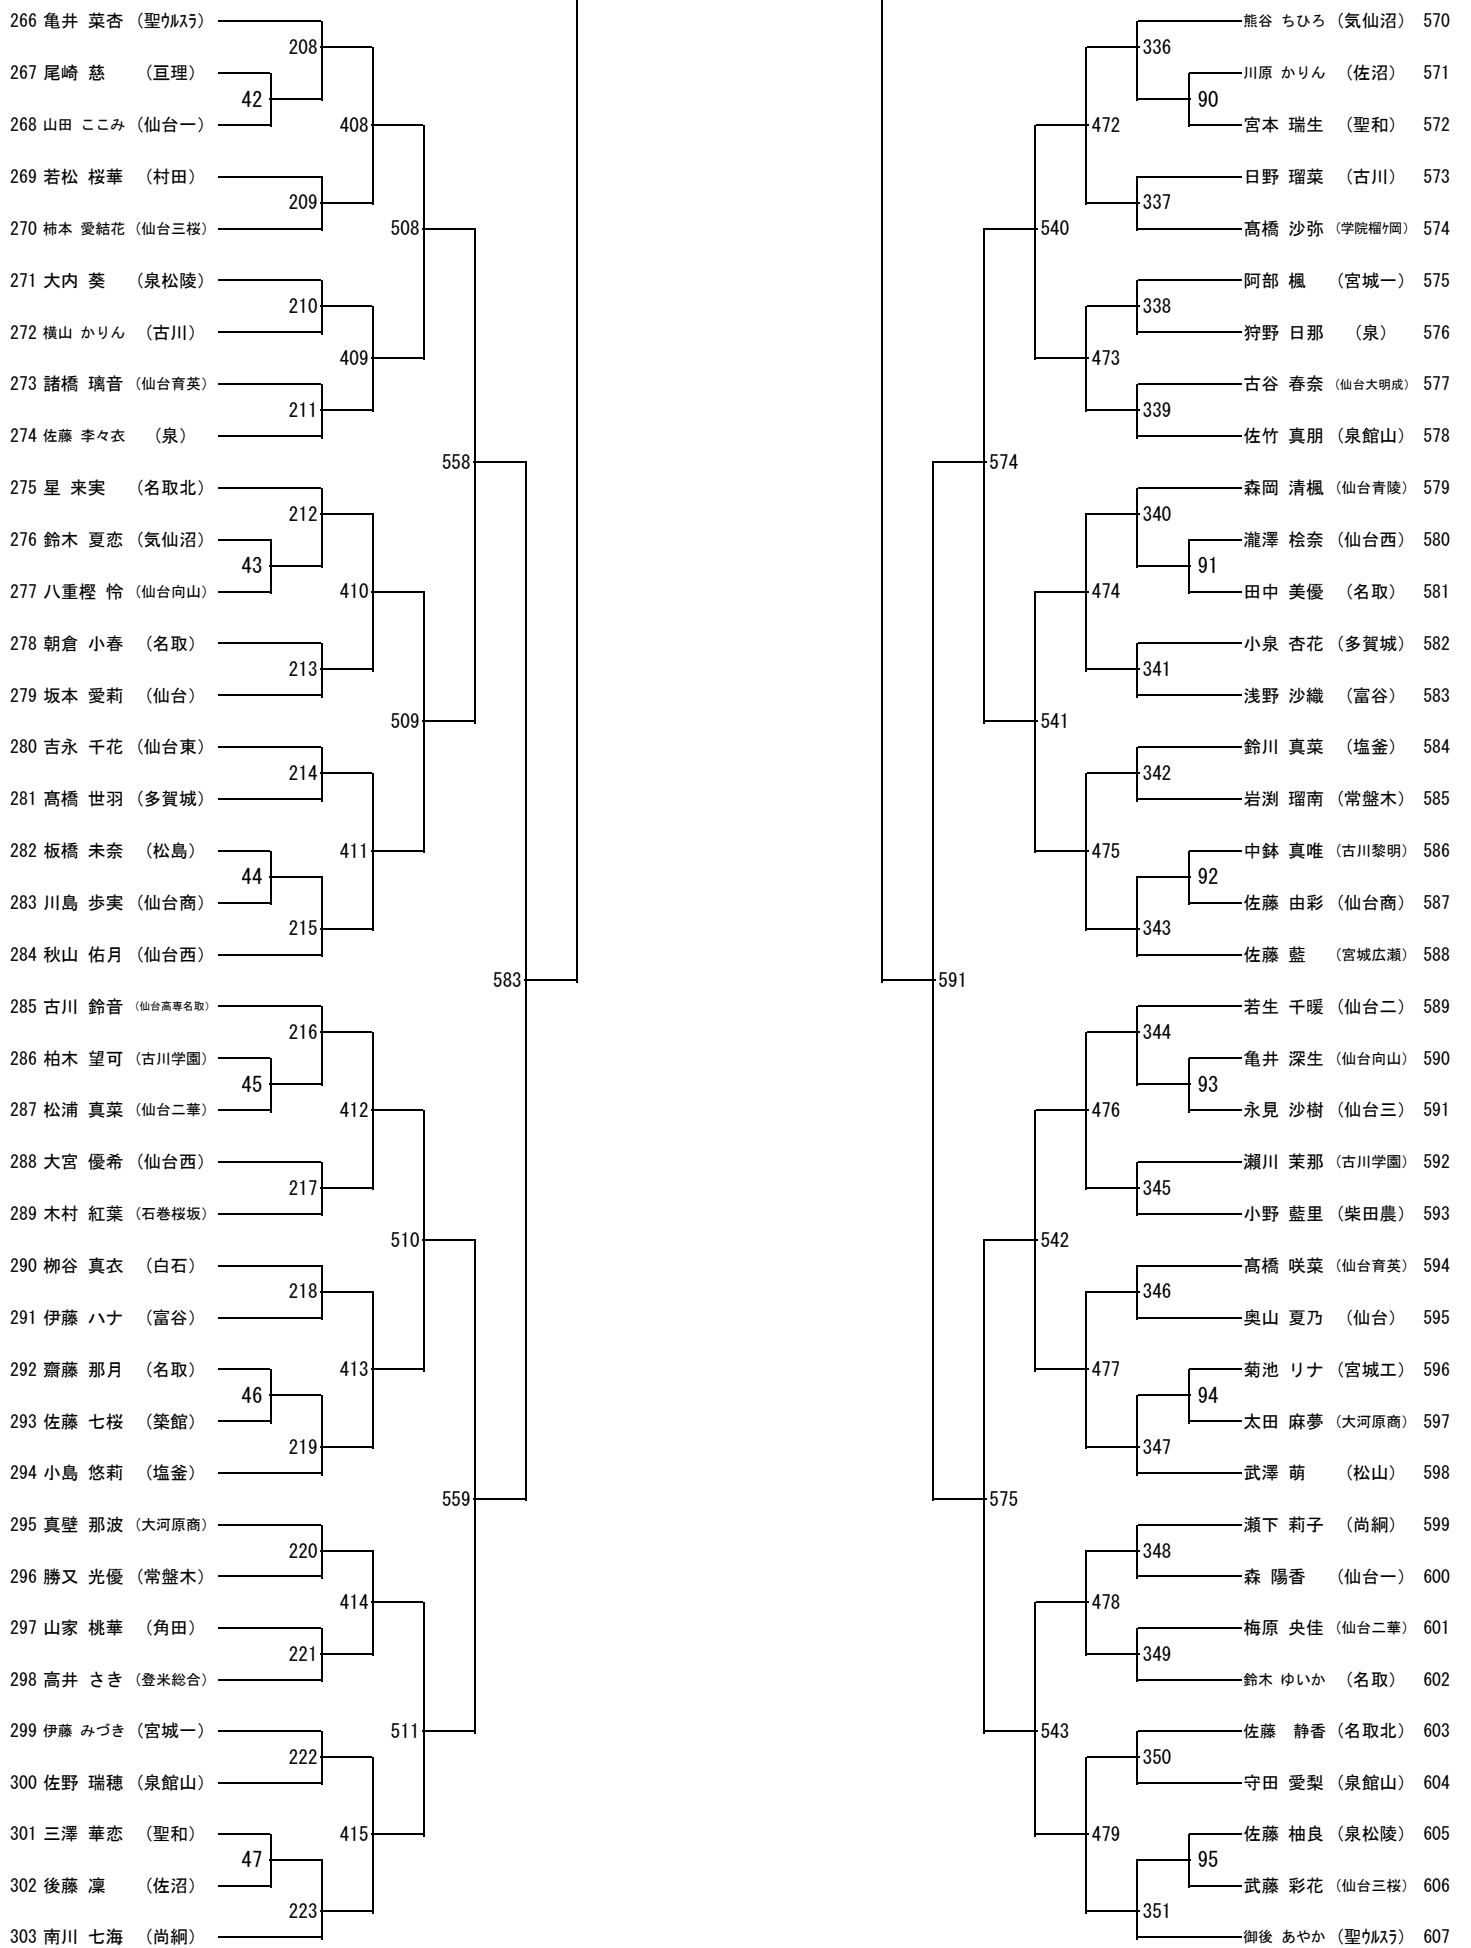 266 亀井 菜杏 (聖ウルスラ)
267 尾崎 慈 (亘理)
268 山田 ここみ (仙台一)
269 若松 桜華 (村田)
270 柿本 愛結花 (仙台三桜)
271 大内 葵 (泉松陵)
272 横山 かりん (古川)
273 諸橋 璃音 (仙台育英)
274 佐藤 李々衣 (泉)
275 星 来実 (名取北)
276 鈴木 夏恋 (気仙沼)
277 八重樫 怜 (仙台向山)
278 朝倉 小春 (名取)
279 坂本 愛莉 (仙台)
280 吉永 千花 (仙台東)
281 髙橋 世羽 (多賀城)
282 板橋 未奈 (松島)
283 川島 歩実 (仙台商)
284 秋山 佑月 (仙台西)
285 古川 鈴音 (仙台高専名取)
286 柏木 望可 (古川学園)
287 松浦 真菜 (仙台二華)
288 大宮 優希 (仙台西)
289 木村 紅葉 (石巻桜坂)
290 栁谷 真衣 (白石)
291 伊藤 ハナ (富谷)
292 齋藤 那月 (名取)
293 佐藤 七桜 (築館)
294 小島 悠莉 (塩釜)
295 真壁 那波 (大河原商)
296 勝又 光優 (常盤木)
297 山家 桃華 (角田)
298 高井 さき (登米総合)
299 伊藤 みづき (宮城一)
300 佐野 瑞穂 (泉館山)
301 三澤 華恋 (聖和)
302 後藤 凜 (佐沼)
303 南川 七海 (尚絅)
42
43
44
45
46
47
208
209
210
211
212
213
214
215
216
217
218
219
220
221
222
223
408
409
410
411
412
413
414
415
508
509
510
511
558
559
583
591
574
575
540
541
542
543
472
473
474
475
476
477
478
479
336
337
338
339
340
341
342
343
344
345
346
347
348
349
350
351
90
91
92
93
94
95
熊谷 ちひろ (気仙沼) 570
川原 かりん (佐沼) 571
宮本 瑞生 (聖和) 572
日野 瑠菜 (古川) 573
髙橋 沙弥 (学院榴ケ岡) 574
阿部 楓 (宮城一) 575
狩野 日那 (泉) 576
古谷 春奈 (仙台大明成) 577
佐竹 真朋 (泉館山) 578
森岡 清楓 (仙台青陵) 579
瀧澤 桧奈 (仙台西) 580
田中 美優 (名取) 581
小泉 杏花 (多賀城) 582
浅野 沙織 (富谷) 583
鈴川 真菜 (塩釜) 584
岩渕 瑠南 (常盤木) 585
中鉢 真唯 (古川黎明) 586
佐藤 由彩 (仙台商) 587
佐藤 藍 (宮城広瀬) 588
若生 千暖 (仙台二) 589
亀井 深生 (仙台向山) 590
永見 沙樹 (仙台三) 591
瀬川 茉那 (古川学園) 592
小野 藍里 (柴田農) 593
髙橋 咲菜 (仙台育英) 594
奥山 夏乃 (仙台) 595
菊池 リナ (宮城工) 596
太田 麻夢 (大河原商) 597
武澤 萌 (松山) 598
瀬下 莉子 (尚絅) 599
森 陽香 (仙台一) 600
梅原 央佳 (仙台二華) 601
鈴木 ゆいか (名取) 602
佐藤 静香 (名取北) 603
守田 愛梨 (泉館山) 604
佐藤 柚良 (泉松陵) 605
武藤 彩花 (仙台三桜) 606
御後 あやか (聖ウルスラ) 607